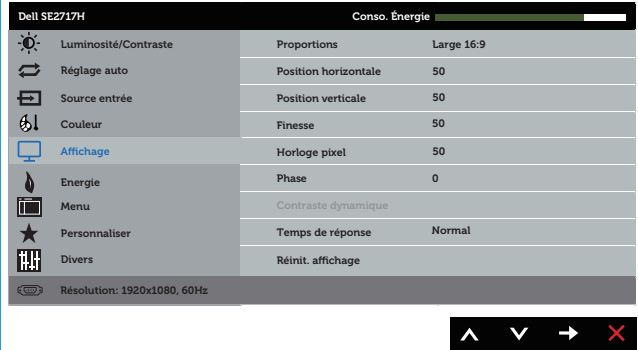 Dell SE2717H Conso. Énergie
Luminosité/Contraste Proportions Large 16:9
Réglage auto Position horizontale 50
Source entrée Position verticale 50
Couleur Finesse 50
Affichage Horloge pixel 50
Energie Phase 0
Menu Contraste dynamique
Personnaliser Temps de réponse Normal
Divers Réinit. affichage
Résolution: 1920x1080, 60Hz